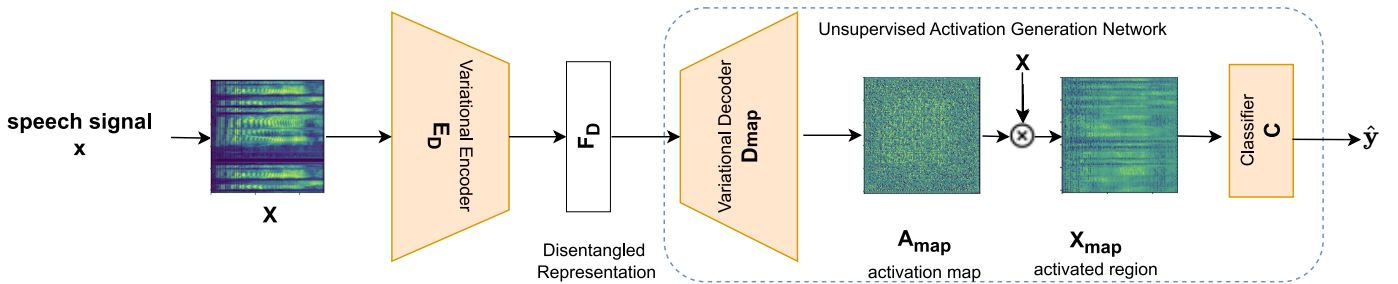 Unsupervised Activation Generation Network
speech signal
x
X
Variational Encoder
E_D
F_D
Disentangled
Representation
Variational Decoder
Dmap
A_map
activation map
X
X_map
activated region
Classifier
C
ŷ